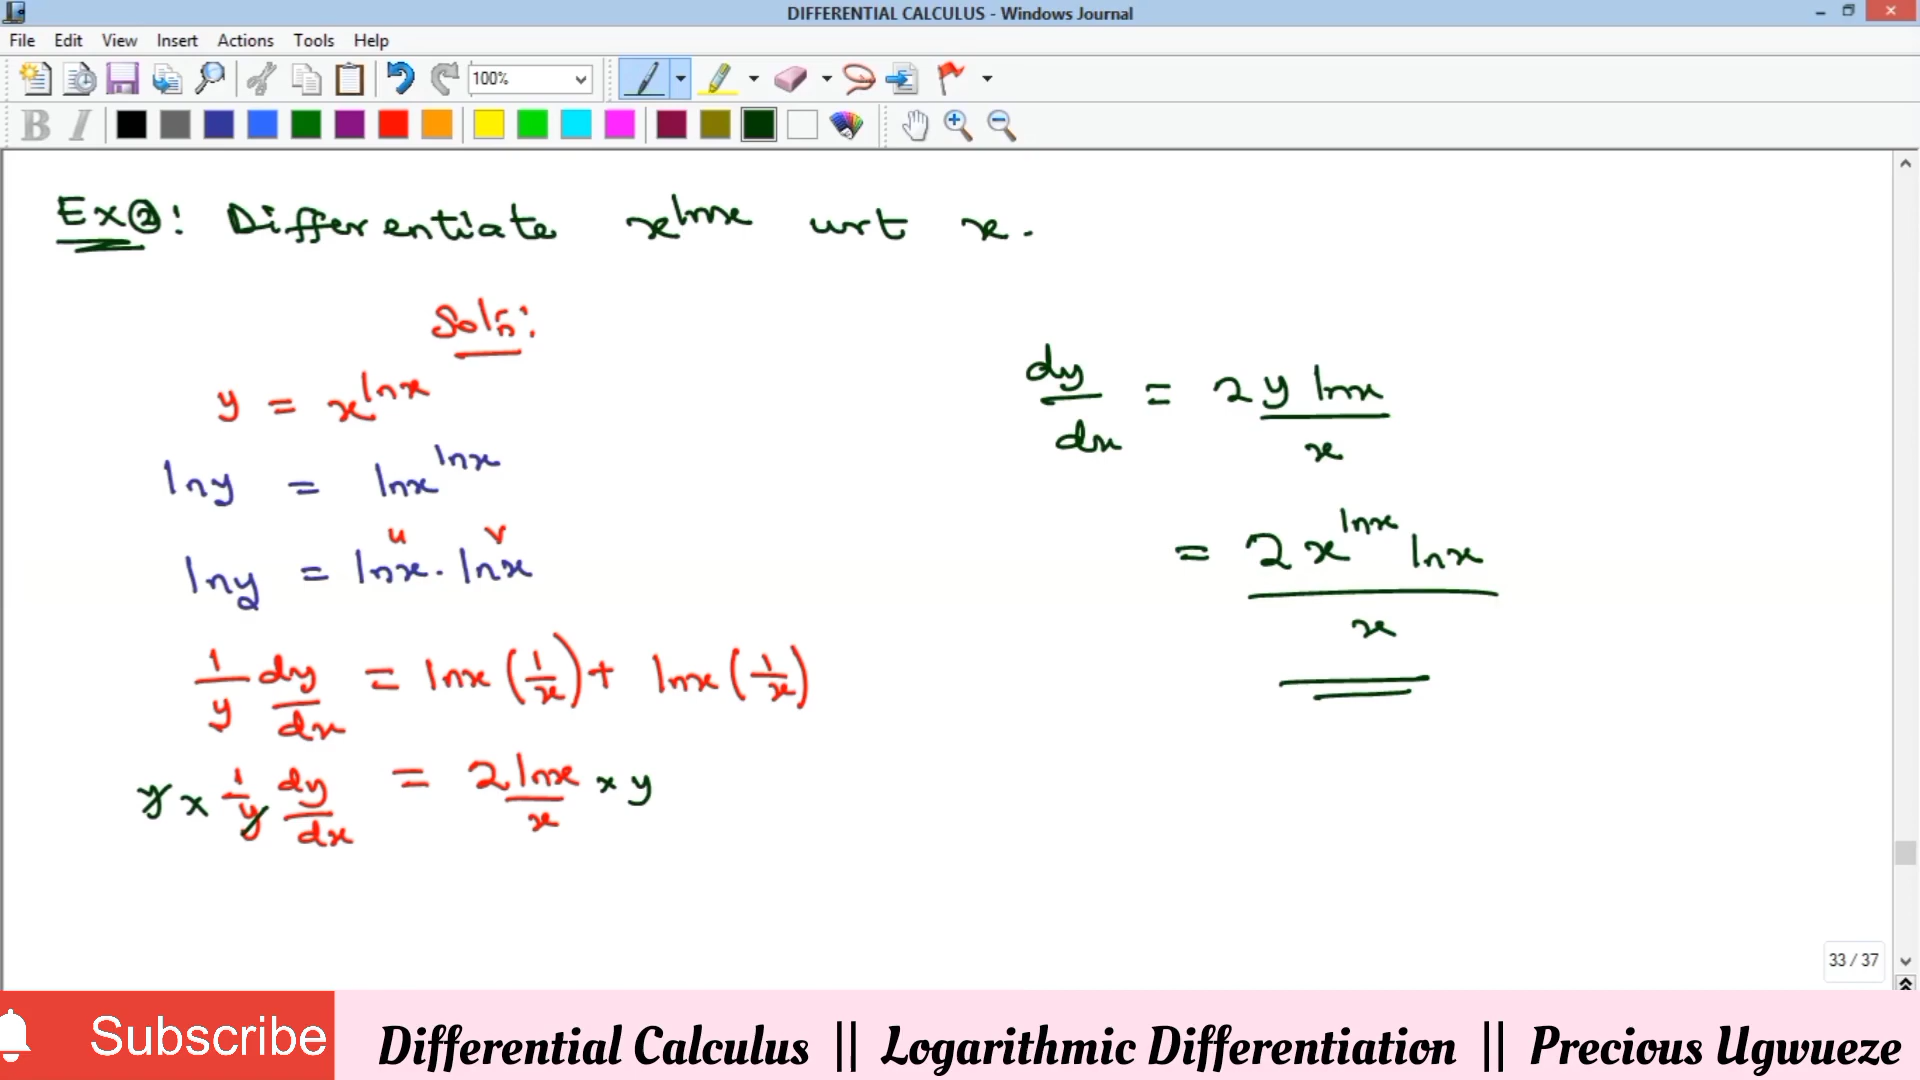 DIFFERENTIAL CALCULUS - Windows Journal
File Edit View Insert Actions Tools Help
100%
B I
Ex②: Differentiate x^lnx wrt x.
Soln:
y = x^lnx
lny = lnx^lnx
u v
lny = lnx . lnx
1/y dy/dx = lnx (1/x) + lnx (1/x)
y x 1/y dy/dx = 2lnx/x x y
dy/dx = 2 y lnx/x
= 2x^lnx lnx/x
33 / 37
Subscribe
Differential Calculus || Logarithmic Differentiation || Precious Ugwueze